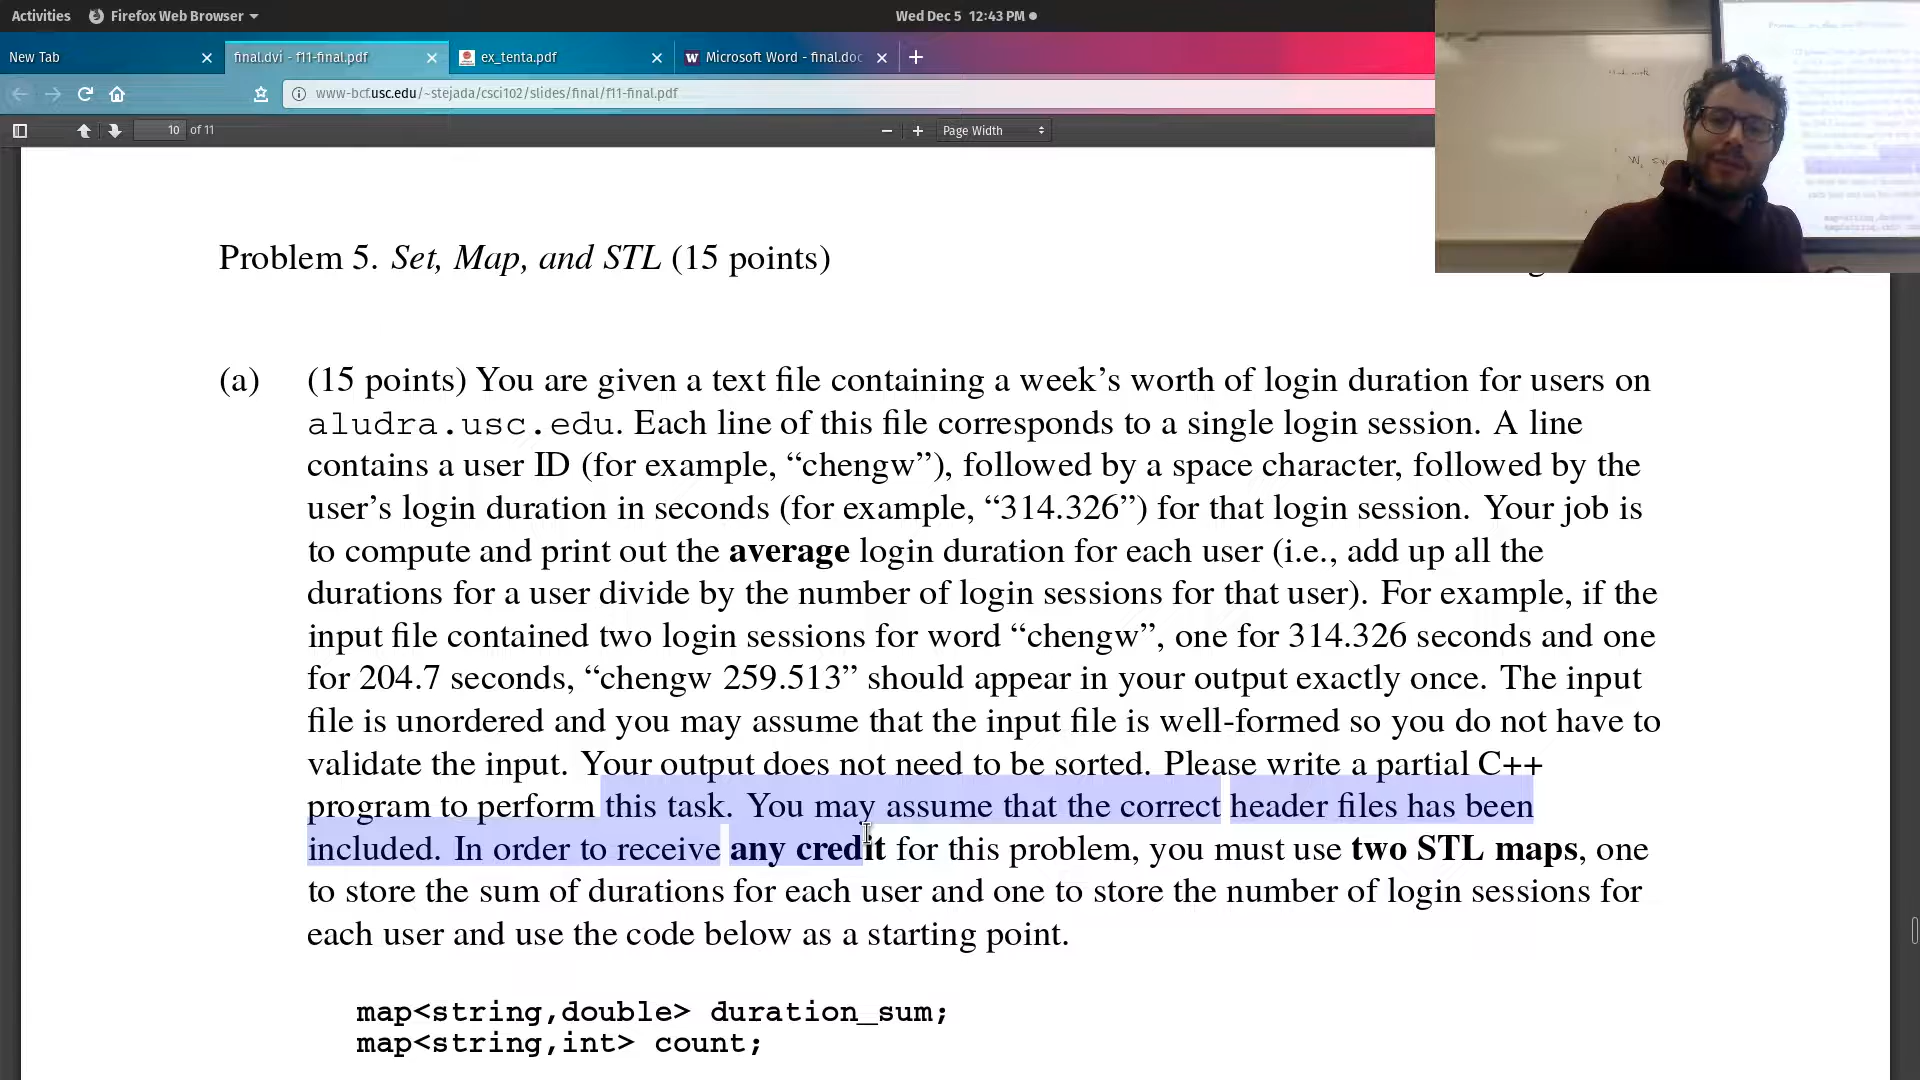 Activities Firefox Web Browser Wed Dec 5 12:43 PM
New Tab final.dvi - f11-final.pdf ex_tenta.pdf Microsoft Word - final.doc
www-bcf.usc.edu/~stejada/csci102/slides/final/f11-final.pdf
10 of 11 Page Width
Problem 5. Set, Map, and STL (15 points)
(a) (15 points) You are given a text file containing a week’s worth of login duration for users on
aludra.usc.edu. Each line of this file corresponds to a single login session. A line
contains a user ID (for example, “chengw”), followed by a space character, followed by the
user’s login duration in seconds (for example, “314.326”) for that login session. Your job is
to compute and print out the average login duration for each user (i.e., add up all the
durations for a user divide by the number of login sessions for that user). For example, if the
input file contained two login sessions for word “chengw”, one for 314.326 seconds and one
for 204.7 seconds, “chengw 259.513” should appear in your output exactly once. The input
file is unordered and you may assume that the input file is well-formed so you do not have to
validate the input. Your output does not need to be sorted. Please write a partial C++
program to perform this task. You may assume that the correct header files has been
included. In order to receive any credit for this problem, you must use two STL maps, one
to store the sum of durations for each user and one to store the number of login sessions for
each user and use the code below as a starting point.
map<string,double> duration_sum;
map<string,int> count;